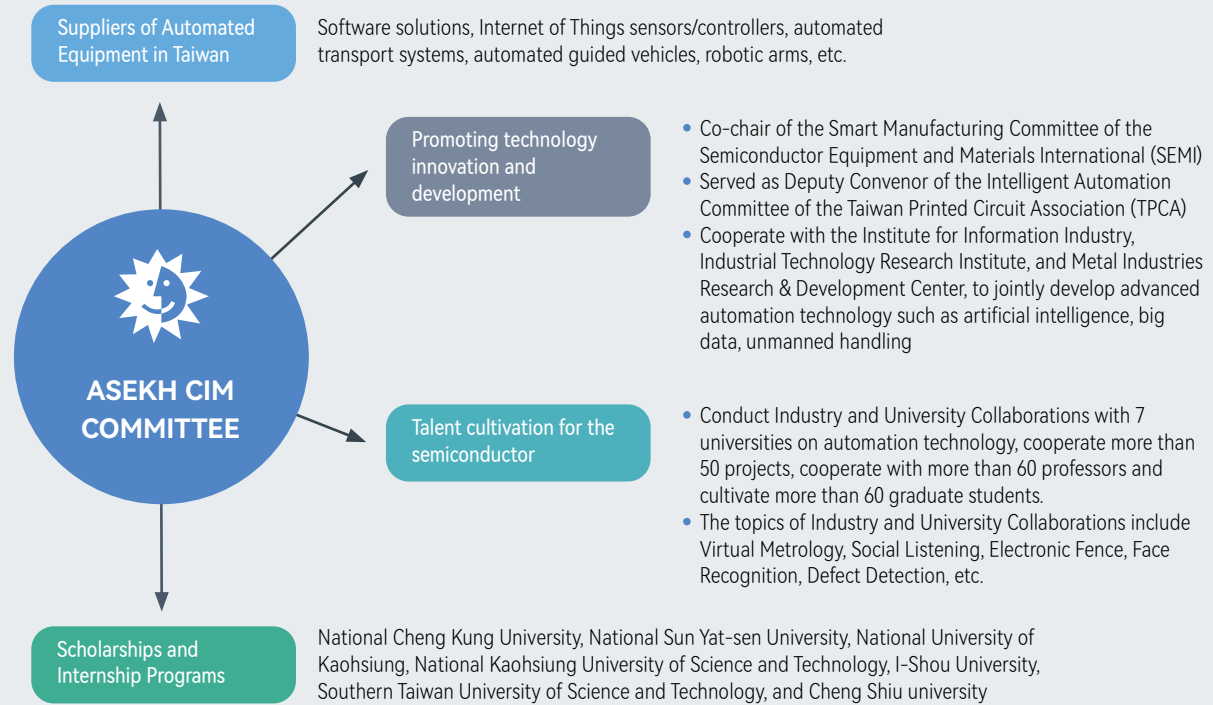 Suppliers of Automated
Equipment in Taiwan
Software solutions, Internet of Things sensors/controllers, automated
transport systems, automated guided vehicles, robotic arms, etc.
Promoting technology
innovation and
development
• Co-chair of the Smart Manufacturing Committee of the
Semiconductor Equipment and Materials International (SEMI)
• Served as Deputy Convenor of the Intelligent Automation
Committee of the Taiwan Printed Circuit Association (TPCA)
• Cooperate with the Institute for Information Industry,
Industrial Technology Research Institute, and Metal Industries
Research & Development Center, to jointly develop advanced
automation technology such as artificial intelligence, big
data, unmanned handling
ASEKH CIM
COMMITTEE
Talent cultivation for the
semiconductor
• Conduct Industry and University Collaborations with 7
universities on automation technology, cooperate more than
50 projects, cooperate with more than 60 professors and
cultivate more than 60 graduate students.
• The topics of Industry and University Collaborations include
Virtual Metrology, Social Listening, Electronic Fence, Face
Recognition, Defect Detection, etc.
Scholarships and
Internship Programs
National Cheng Kung University, National Sun Yat-sen University, National University of
Kaohsiung, National Kaohsiung University of Science and Technology, I-Shou University,
Southern Taiwan University of Science and Technology, and Cheng Shiu university